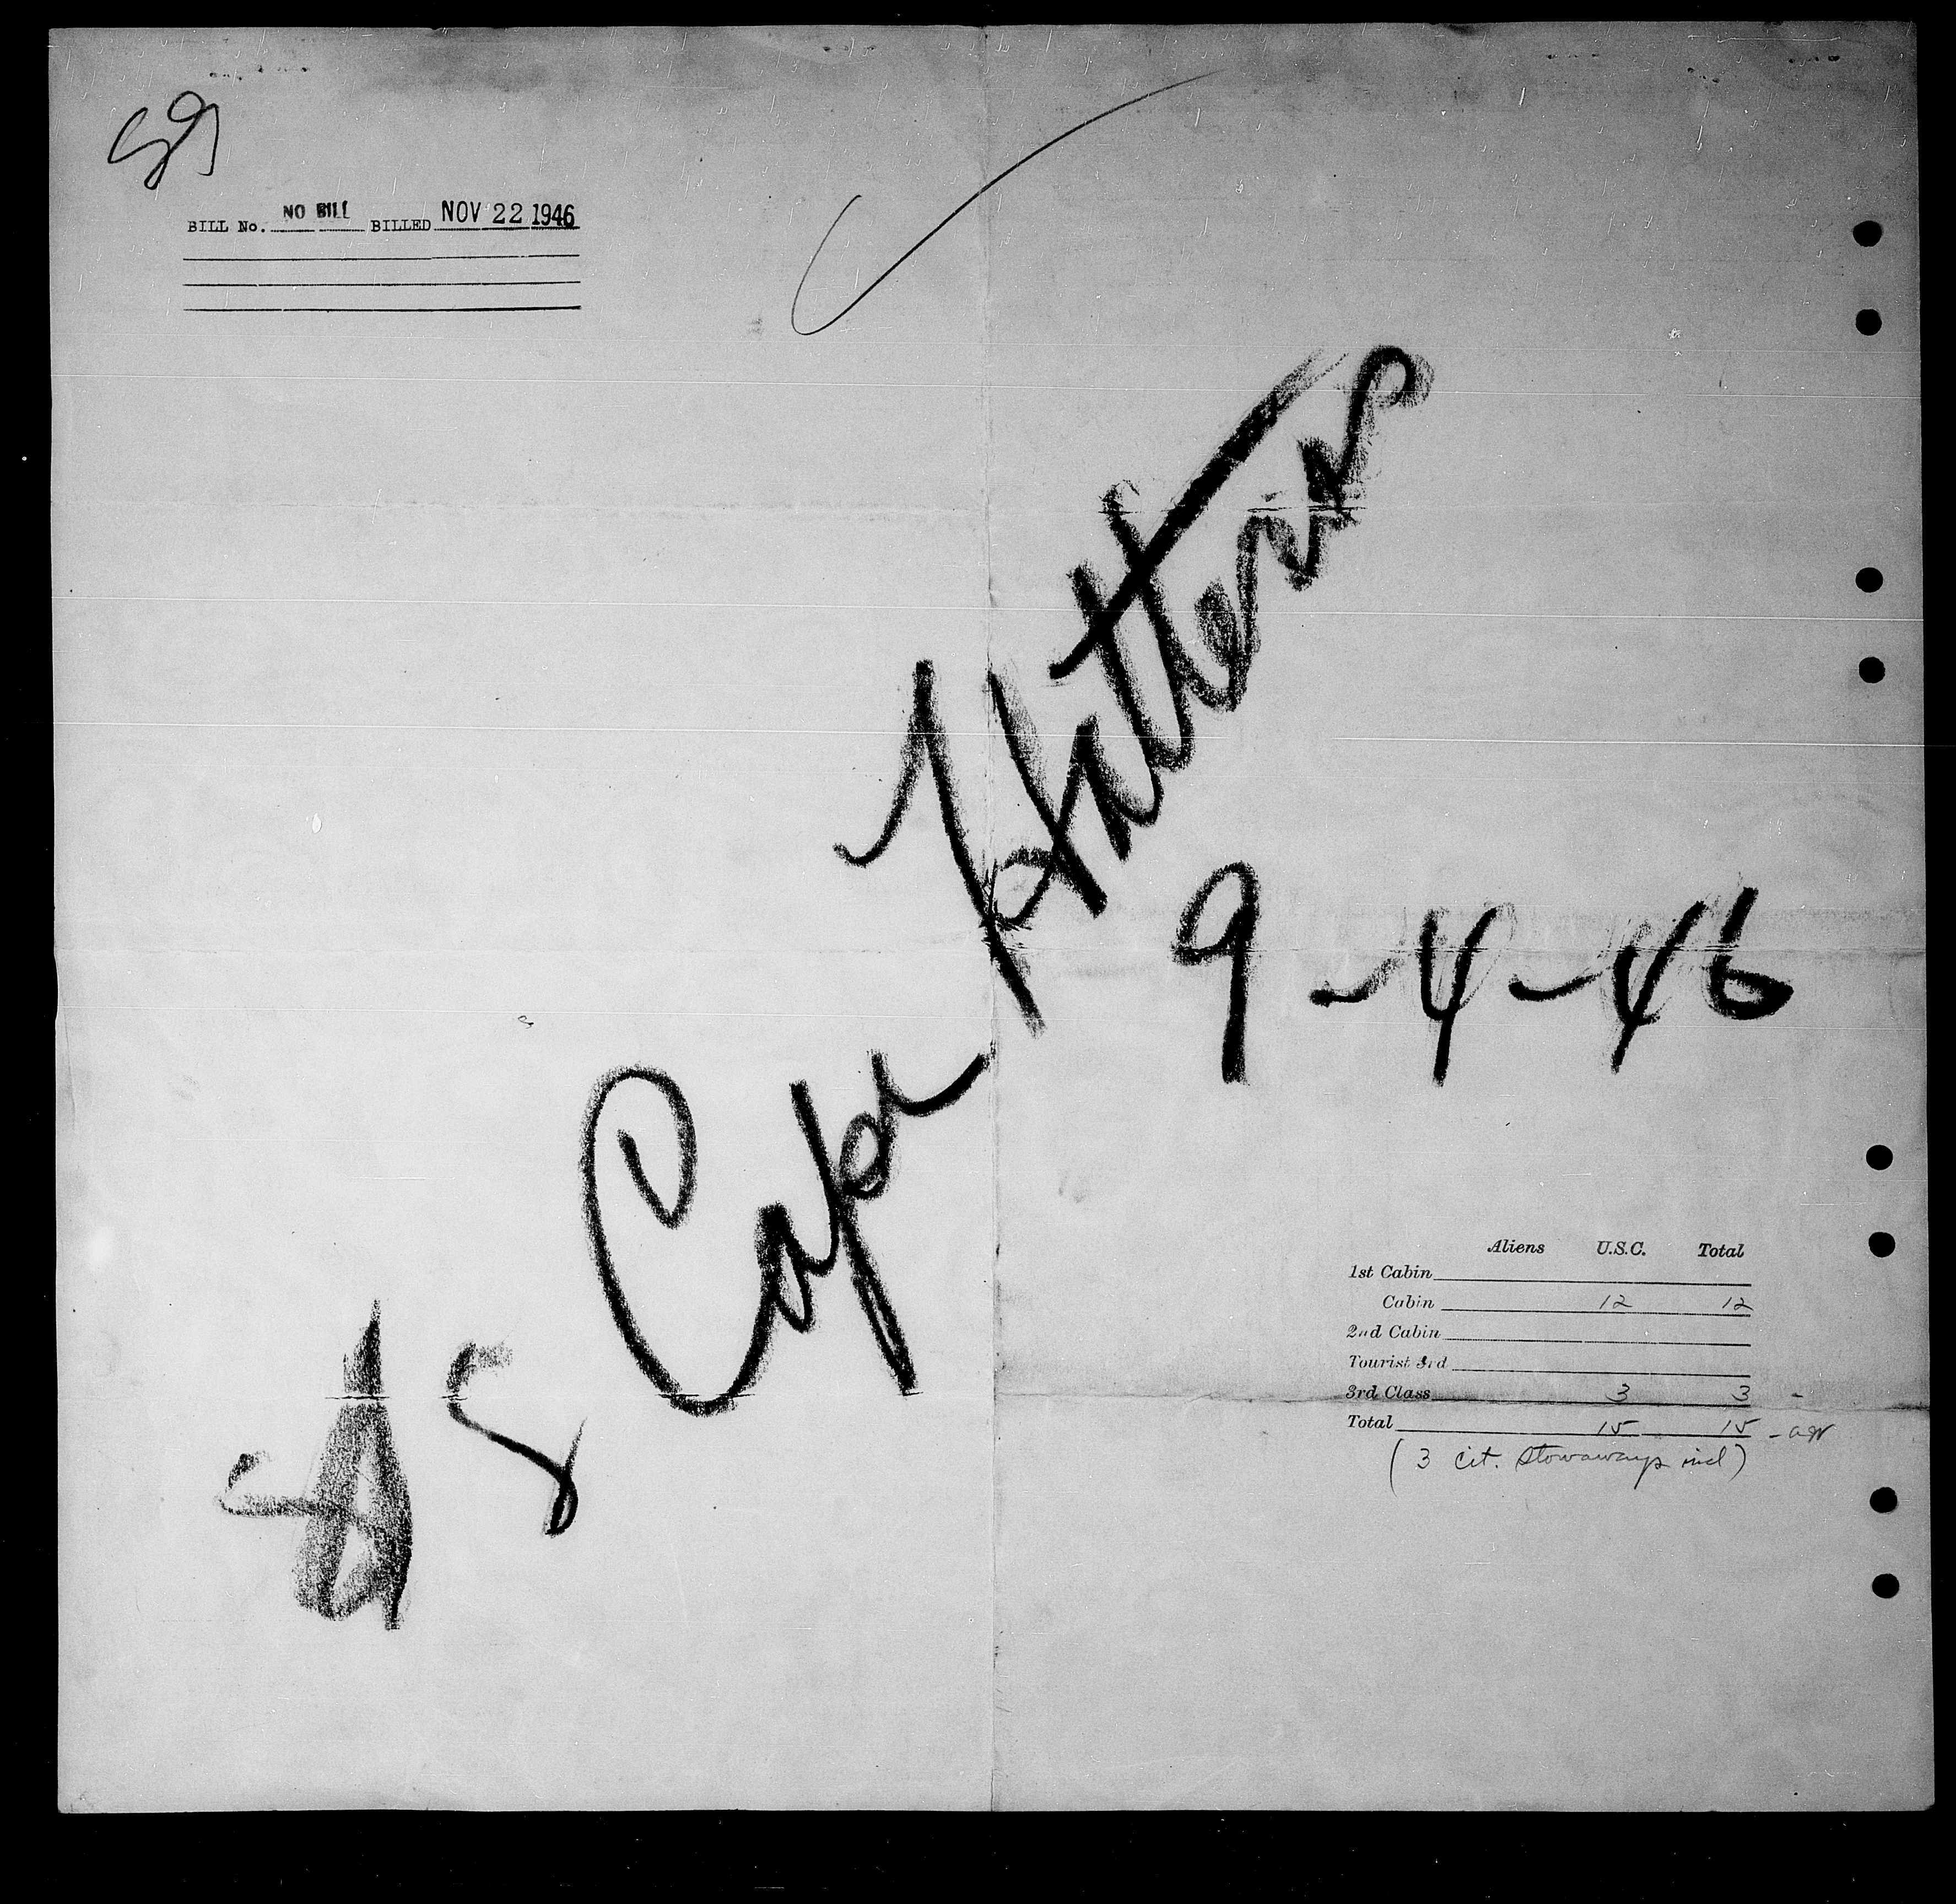 59
BILL No. NO BILL BILLED NOV 22 1946
SS Cape Hatteras
9-4-46
Aliens U.S.C. Total
1st Cabin
Cabin 12 12
2nd Cabin
Tourist 3rd
3rd Class 3 3 -
Total 15 15 -
(3 cit. Stowaways incl)